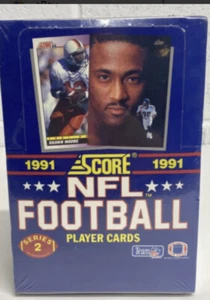 SHAWN MOORE
1991 SCORE 1991
NFL
FOOTBALL
PLAYER CARDS
SERIES
2